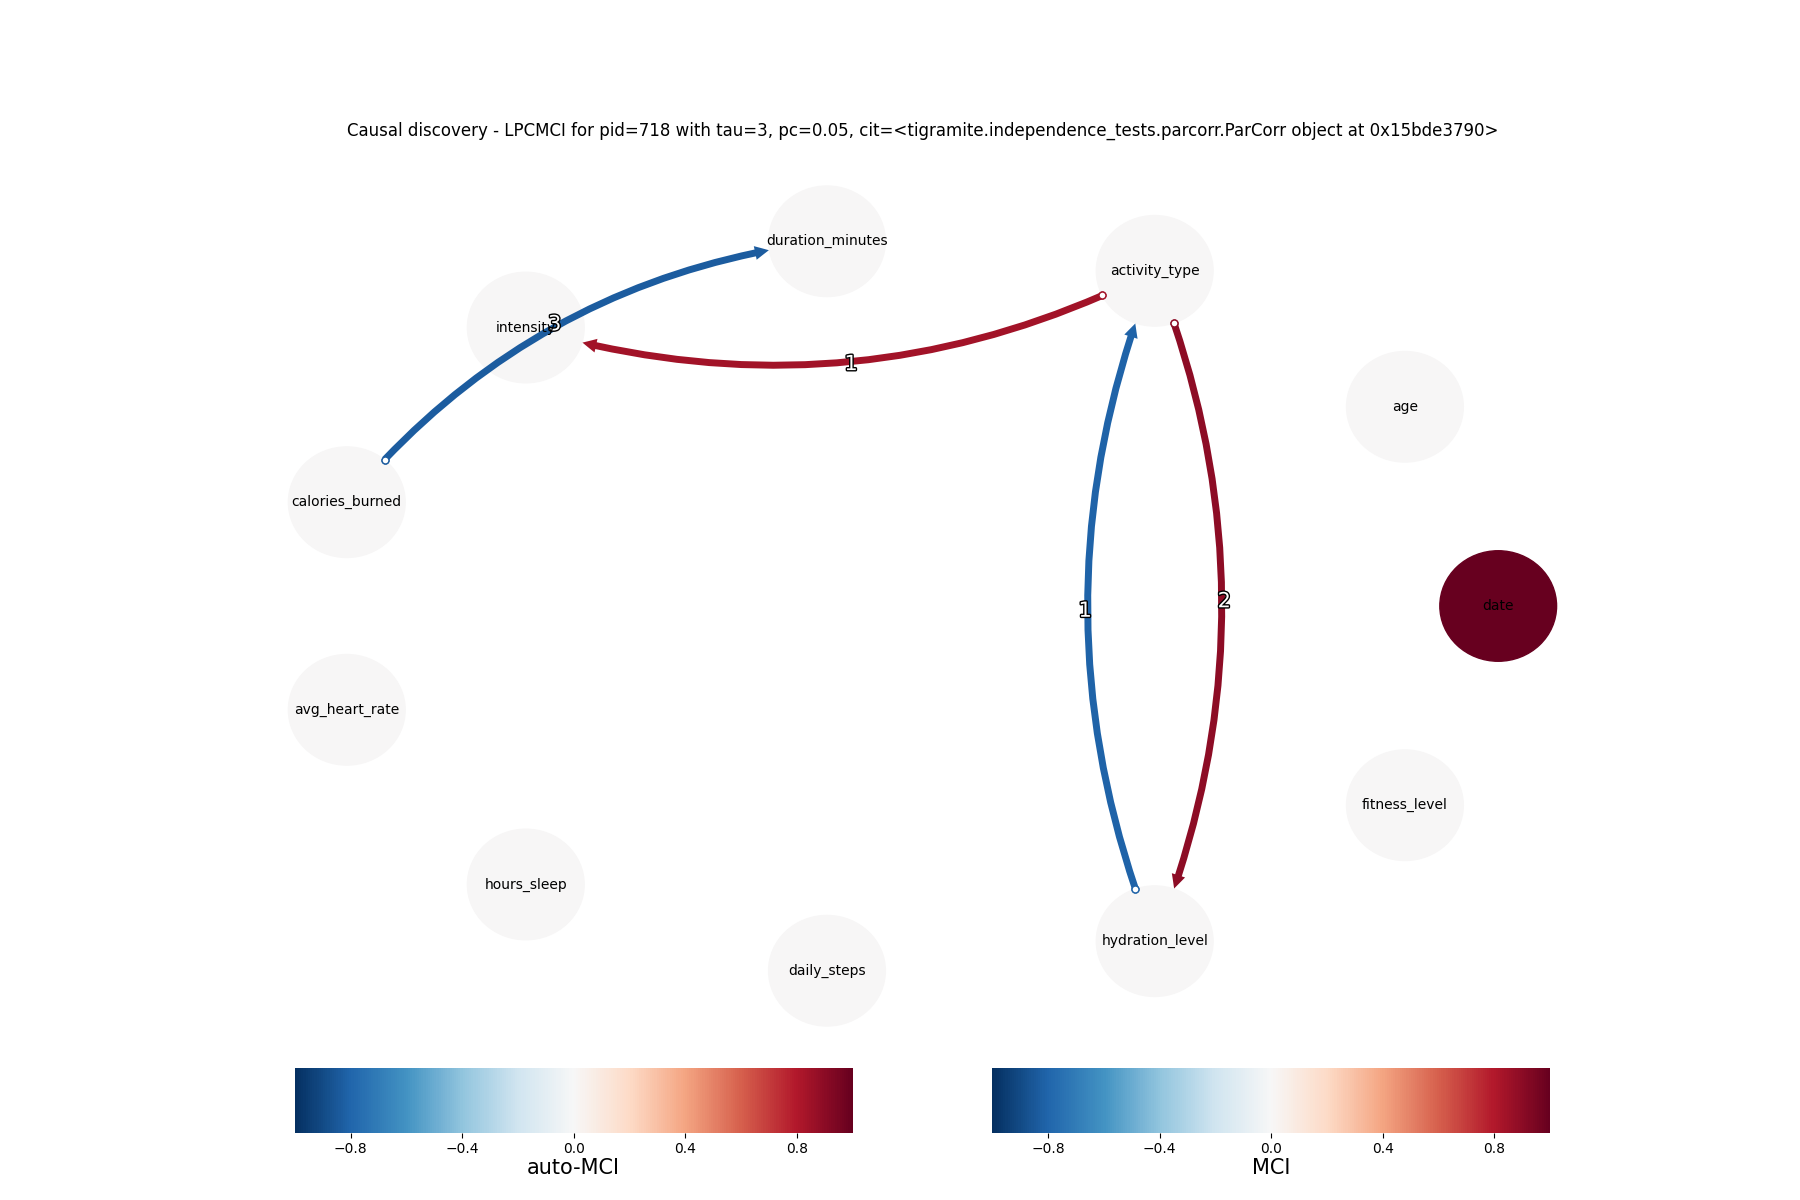 Causal discovery - LPCMCI for pid=718 with tau=3, pc=0.05, cit=<tigramite.independence_tests.parcorr.ParCorr object at 0x15bde3790>
duration_minutes
activity_type
intensity
3
1
age
calories_burned
date
1
2
avg_heart_rate
fitness_level
hours_sleep
hydration_level
daily_steps
−0.8 −0.4 0.0 0.4 0.8
auto-MCI
−0.8 −0.4 0.0 0.4 0.8
MCI